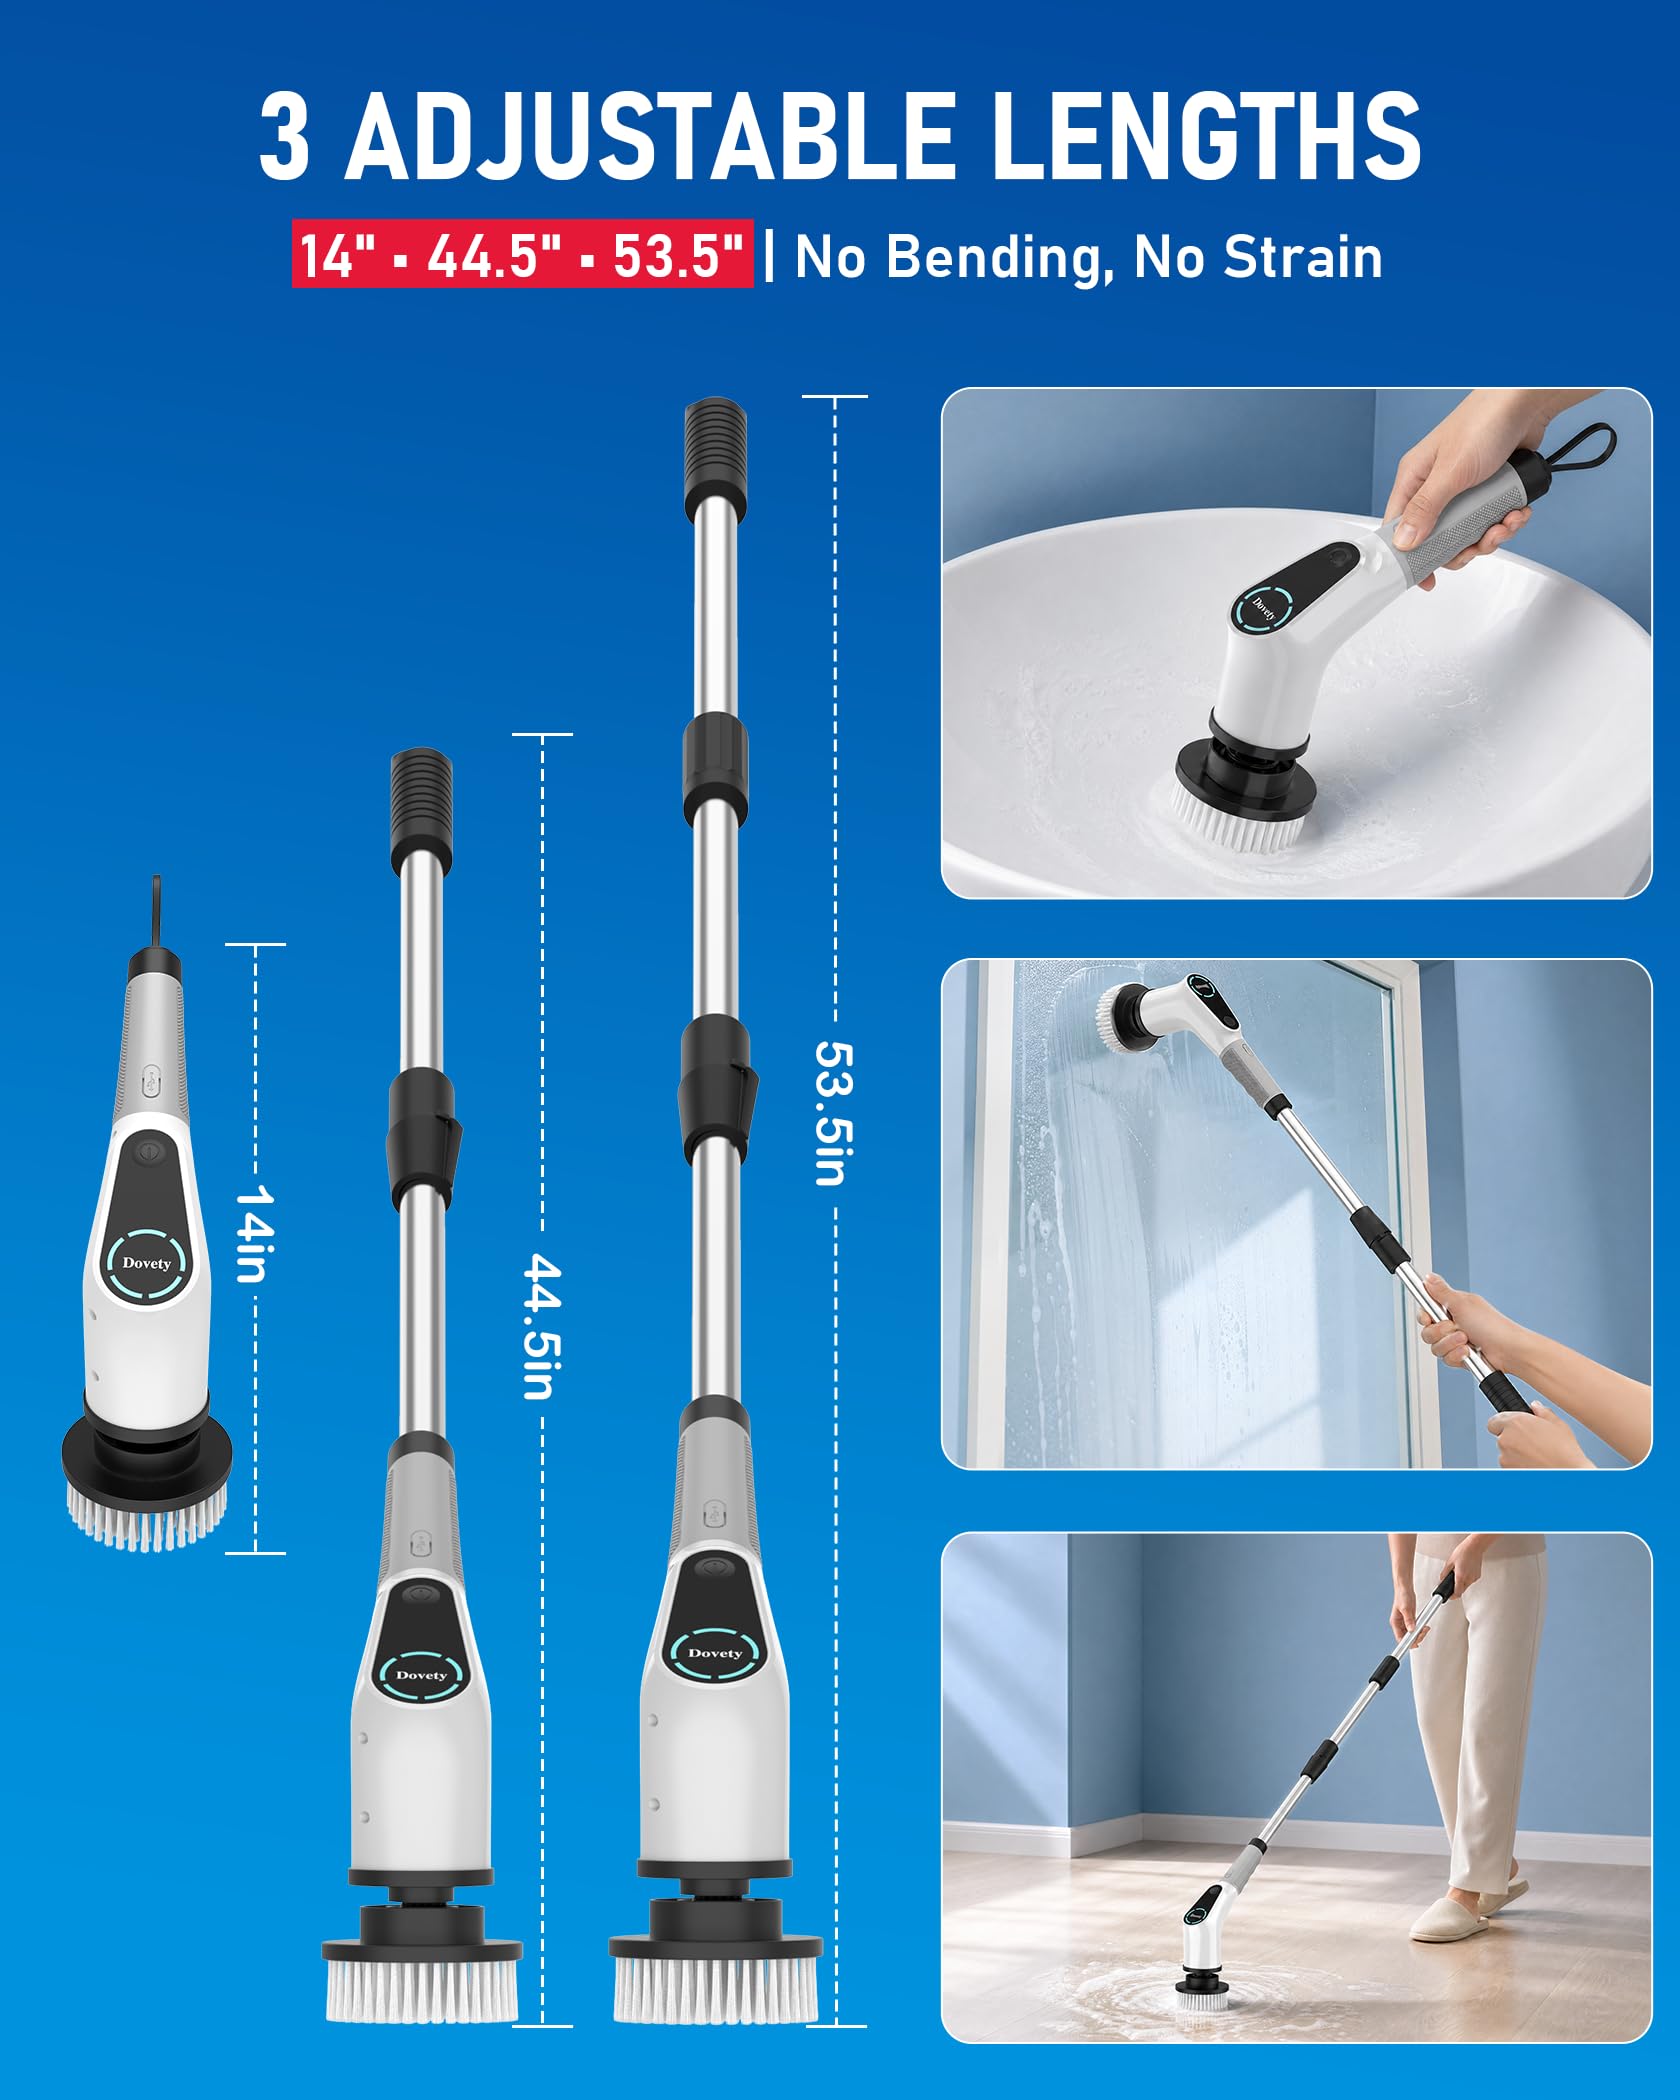 3 ADJUSTABLE LENGTHS
14" ▪ 44.5" ▪ 53.5" | No Bending, No Strain
14in
44.5in
53.5in
Dovety
Dovety
Dovety
Dovety
Dovety